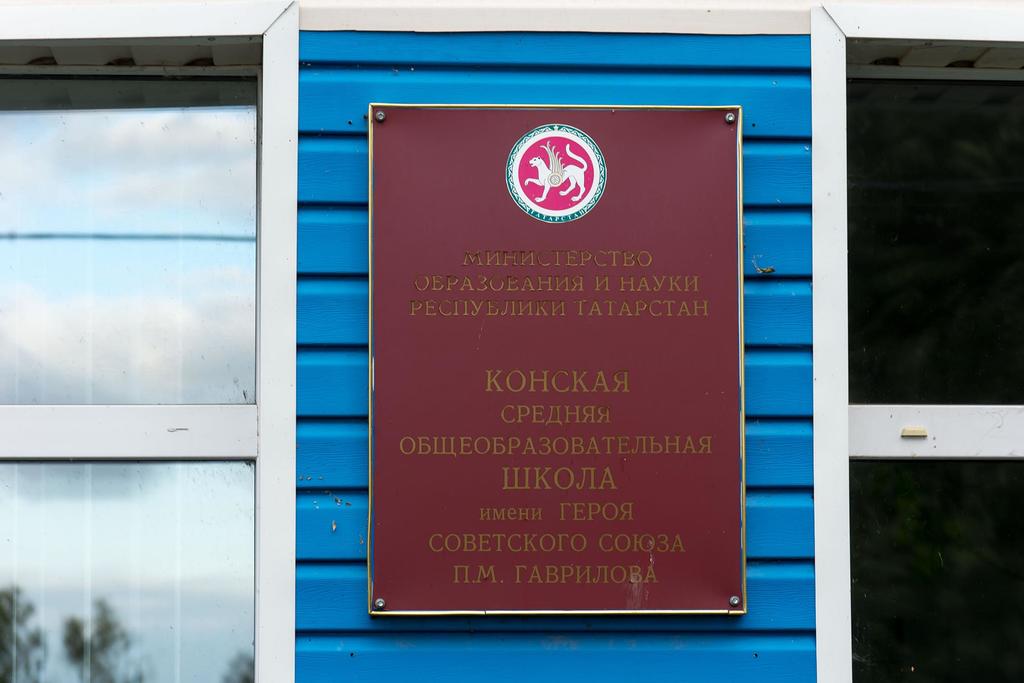 ТАТАРСТАН
МИНИСТЕРСТВО
ОБРАЗОВАНИЯ И НАУКИ
РЕСПУБЛИКИ ТАТАРСТАН
КОНСКАЯ
СРЕДНЯЯ
ОБЩЕОБРАЗОВАТЕЛЬНАЯ
ШКОЛА
имени ГЕРОЯ
СОВЕТСКОГО СОЮЗА
П.М. ГАВРИЛОВА